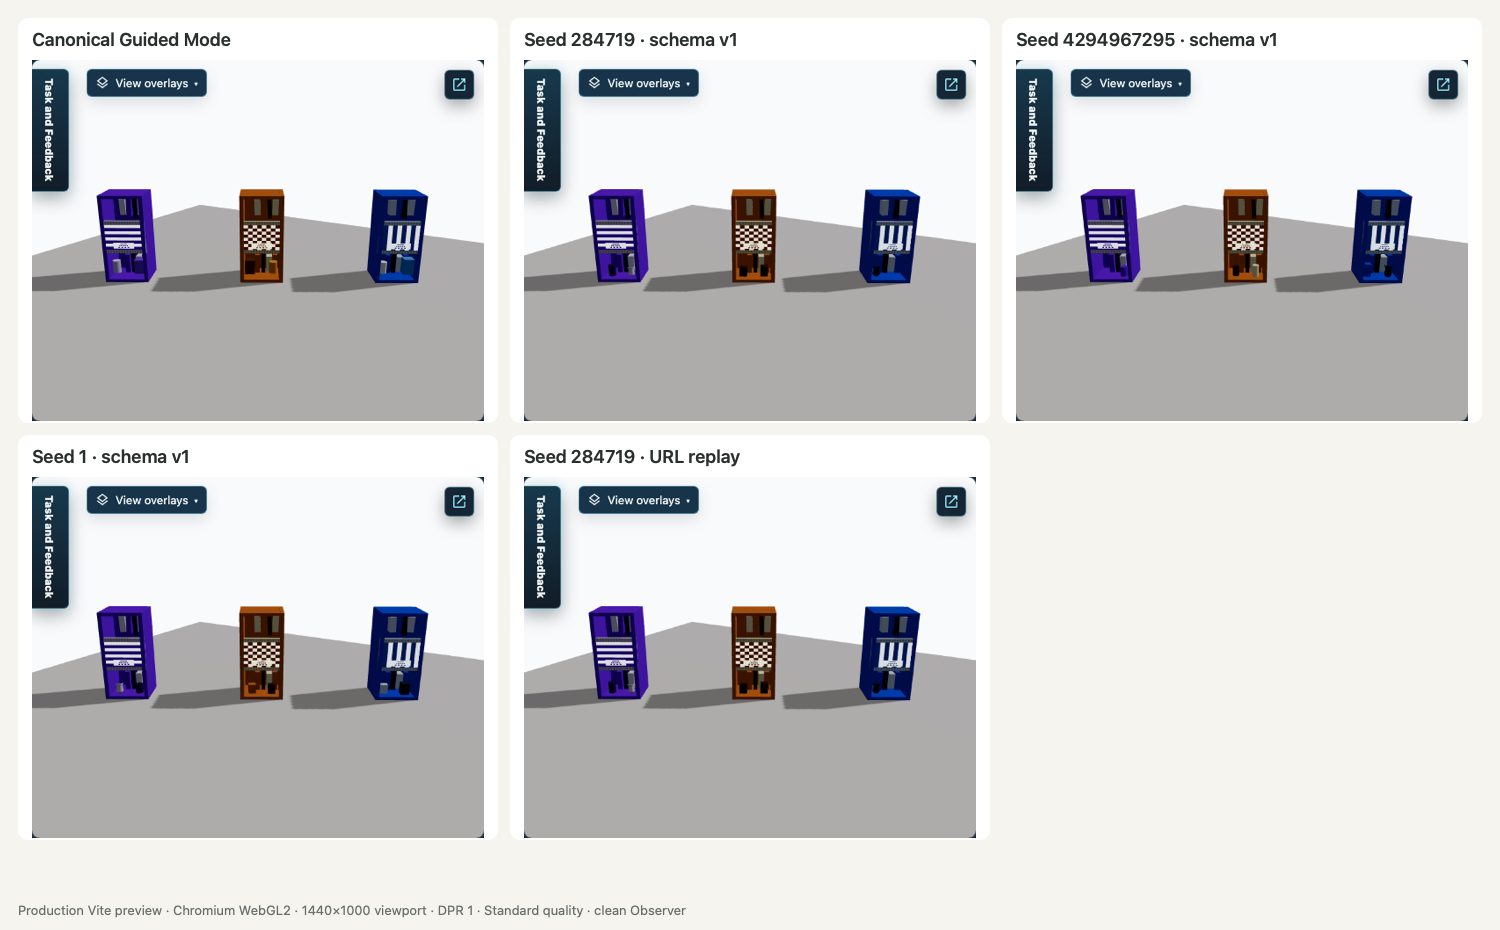 Canonical Guided Mode
Task and Feedback
View overlays
Seed 284719 · schema v1
Task and Feedback
View overlays
Seed 4294967295 · schema v1
Task and Feedback
View overlays
Seed 1 · schema v1
Task and Feedback
View overlays
Seed 284719 · URL replay
Task and Feedback
View overlays
Production Vite preview · Chromium WebGL2 · 1440×1000 viewport · DPR 1 · Standard quality · clean Observer